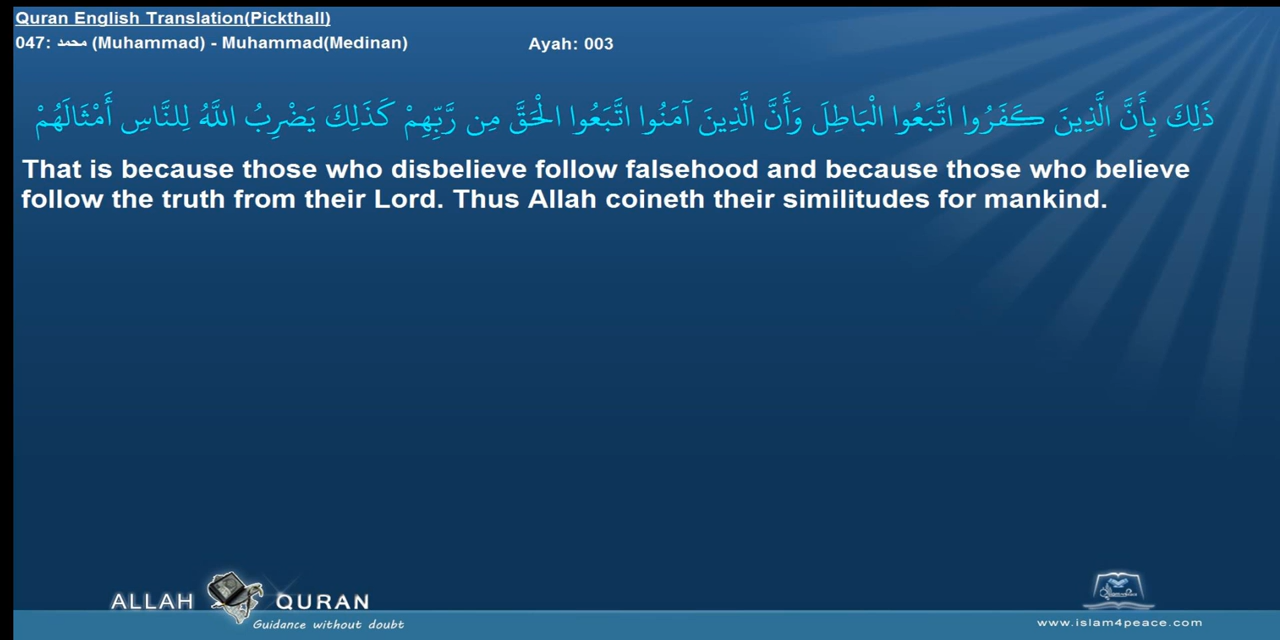 Quran English Translation(Pickthall)
047: محمد (Muhammad) - Muhammad(Medinan)
Ayah: 003
ذَٰلِكَ بِأَنَّ الَّذِينَ كَفَرُوا اتَّبَعُوا الْبَاطِلَ وَأَنَّ الَّذِينَ آمَنُوا اتَّبَعُوا الْحَقَّ مِن رَّبِّهِمْ كَذَٰلِكَ يَضْرِبُ اللَّهُ لِلنَّاسِ أَمْثَالَهُمْ
That is because those who disbelieve follow falsehood and because those who believe
follow the truth from their Lord. Thus Allah coineth their similitudes for mankind.
ALLAH QURAN
Guidance without doubt
www.islam4peace.com